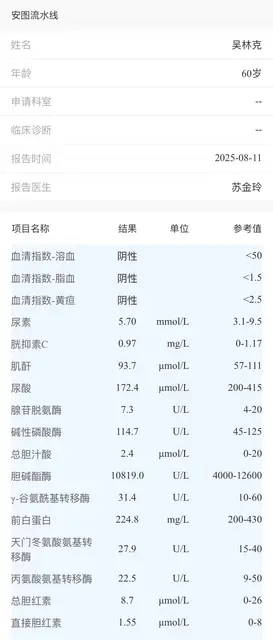 安图流水线
姓名 吴林克
年龄 60岁
申请科室 --
临床诊断 --
报告时间 2025-08-11
报告医生 苏金玲
项目名称 结果 单位 参考值
血清指数-溶血 阴性 <50
血清指数-脂血 阴性 <1.5
血清指数-黄疸 阴性 <2.5
尿素 5.70 mmol/L 3.1-9.5
胱抑素C 0.97 mg/L 0-1.17
肌酐 93.7 μmol/L 57-111
尿酸 172.4 μmol/L 200-415
腺苷脱氨酶 7.3 U/L 4-20
碱性磷酸酶 114.7 U/L 45-125
总胆汁酸 2.4 μmol/L 0-20
胆碱酯酶 10819.0 U/L 4000-12600
γ-谷氨酰基转移酶 31.4 U/L 10-60
前白蛋白 224.8 mg/L 200-430
天门冬氨酸氨基转
移酶 27.9 U/L 15-40
丙氨酸氨基转移酶 22.5 U/L 9-50
总胆红素 8.7 μmol/L 0-26
直接胆红素 1.55 μmol/L 0-8